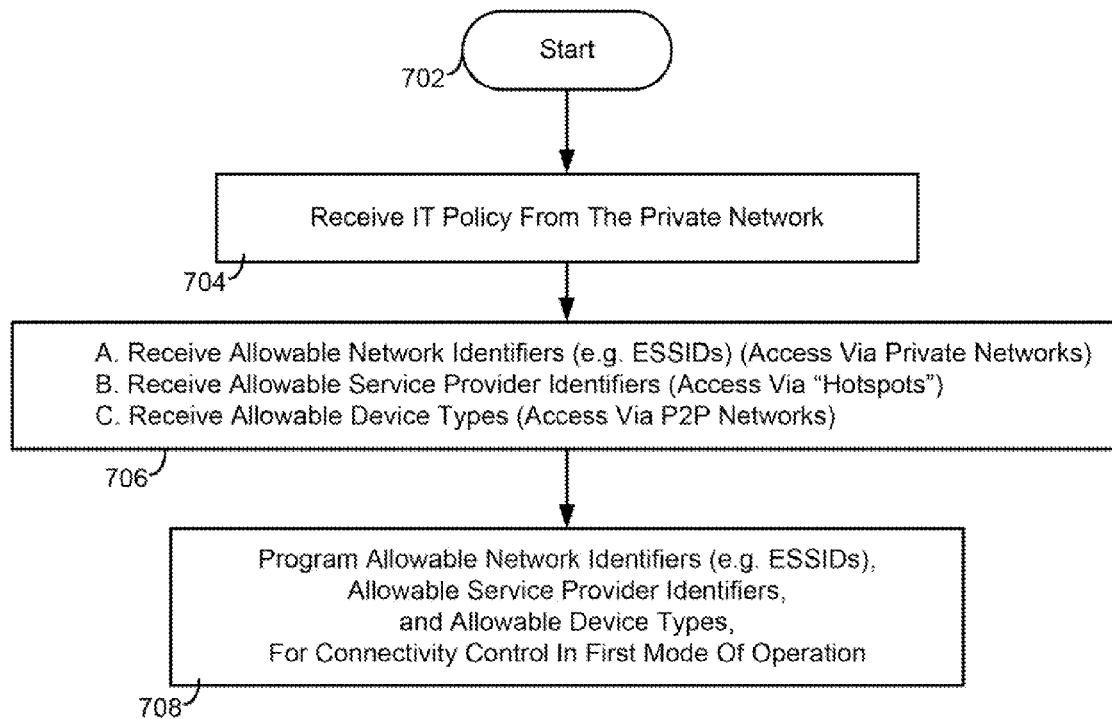 Start
702
Receive IT Policy From The Private Network
704
A. Receive Allowable Network Identifiers (e.g. ESSIDs) (Access Via Private Networks)
B. Receive Allowable Service Provider Identifiers (Access Via “Hotspots”)
C. Receive Allowable Device Types (Access Via P2P Networks)
706
Program Allowable Network Identifiers (e.g. ESSIDs),
Allowable Service Provider Identifiers,
and Allowable Device Types,
For Connectivity Control In First Mode Of Operation
708